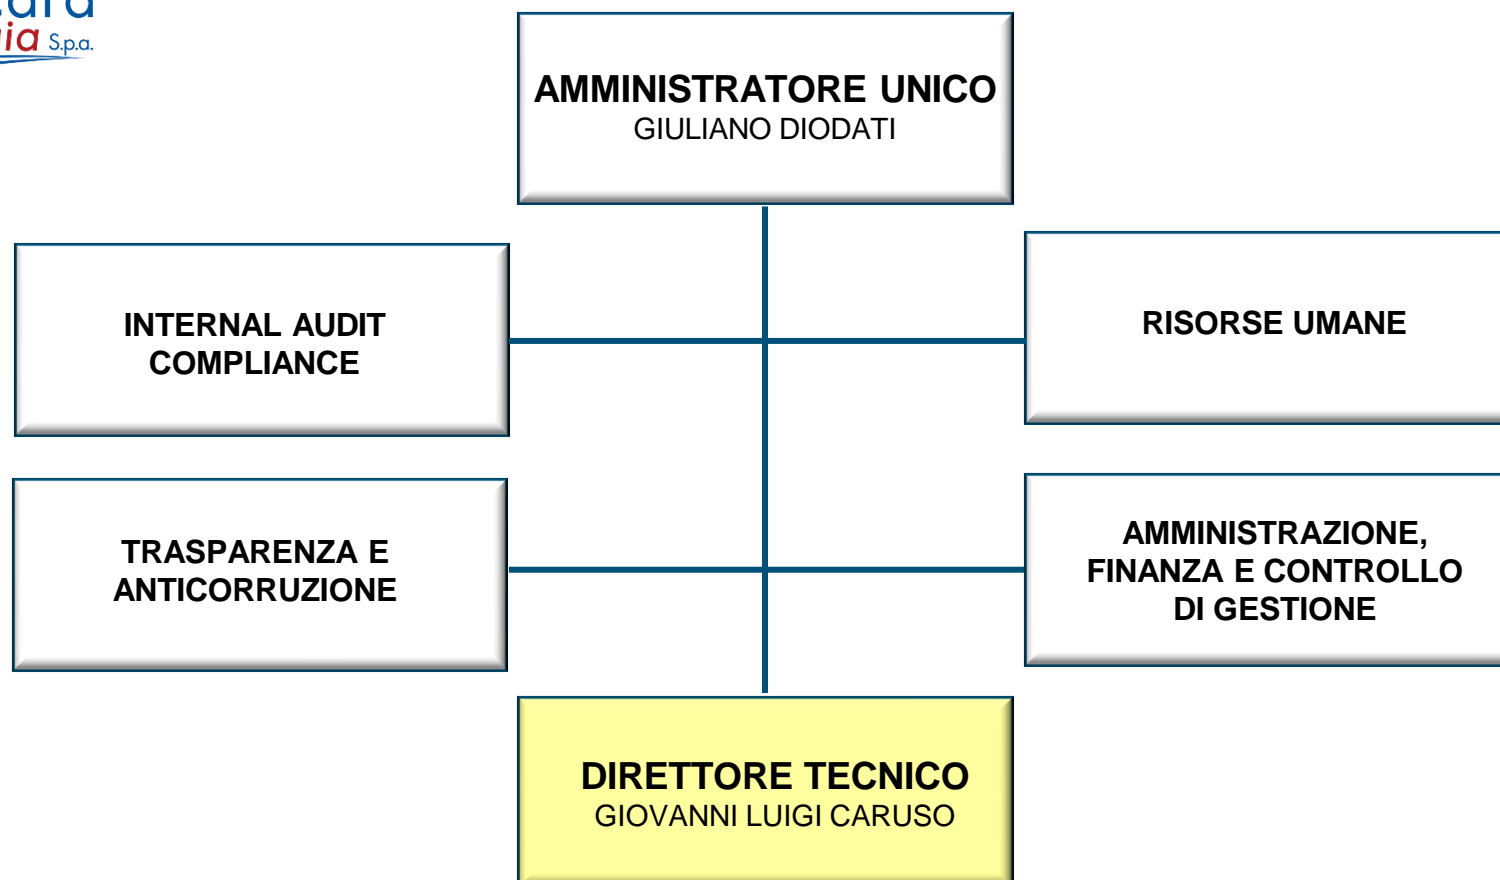 S.p.a.
AMMINISTRATORE UNICO
GIULIANO DIODATI
INTERNAL AUDIT
COMPLIANCE
RISORSE UMANE
TRASPARENZA E
ANTICORRUZIONE
AMMINISTRAZIONE,
FINANZA E CONTROLLO
DI GESTIONE
DIRETTORE TECNICO
GIOVANNI LUIGI CARUSO